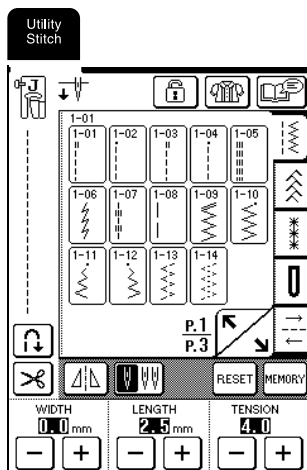 Utility
Stitch
J
1-01
1-01 1-02 1-03 1-04 1-05
1-06 1-07 1-08 1-09 1-10
1-11 1-12 1-13 1-14
P.1
P.3
RESET MEMORY
WIDTH LENGTH TENSION
0.0 mm 2.5 mm 4.0
− + − + − +